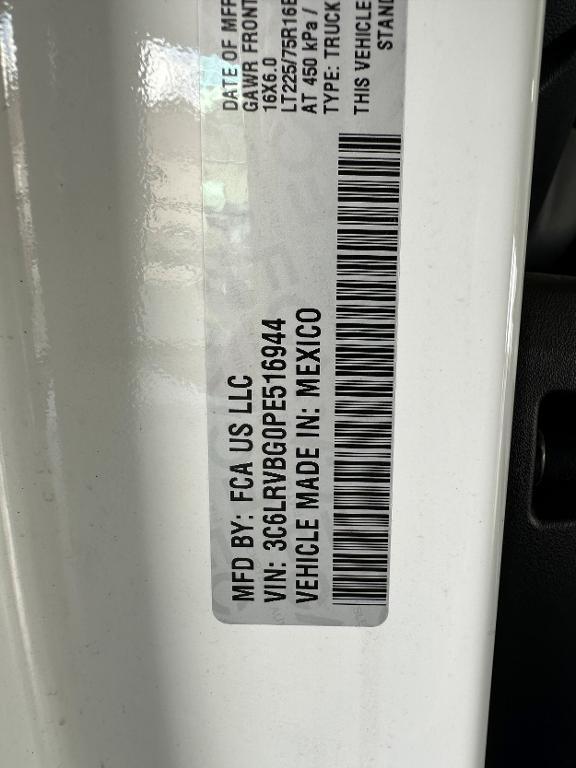 MFD BY: FCA US LLC
VIN: 3C6LRVBG0PE516944
VEHICLE MADE IN: MEXICO
DATE OF MFR
GAWR FRONT
16X6.0
LT225/75R16E
AT 450 kPa /
TYPE: TRUCK
THIS VEHICLE
STAND